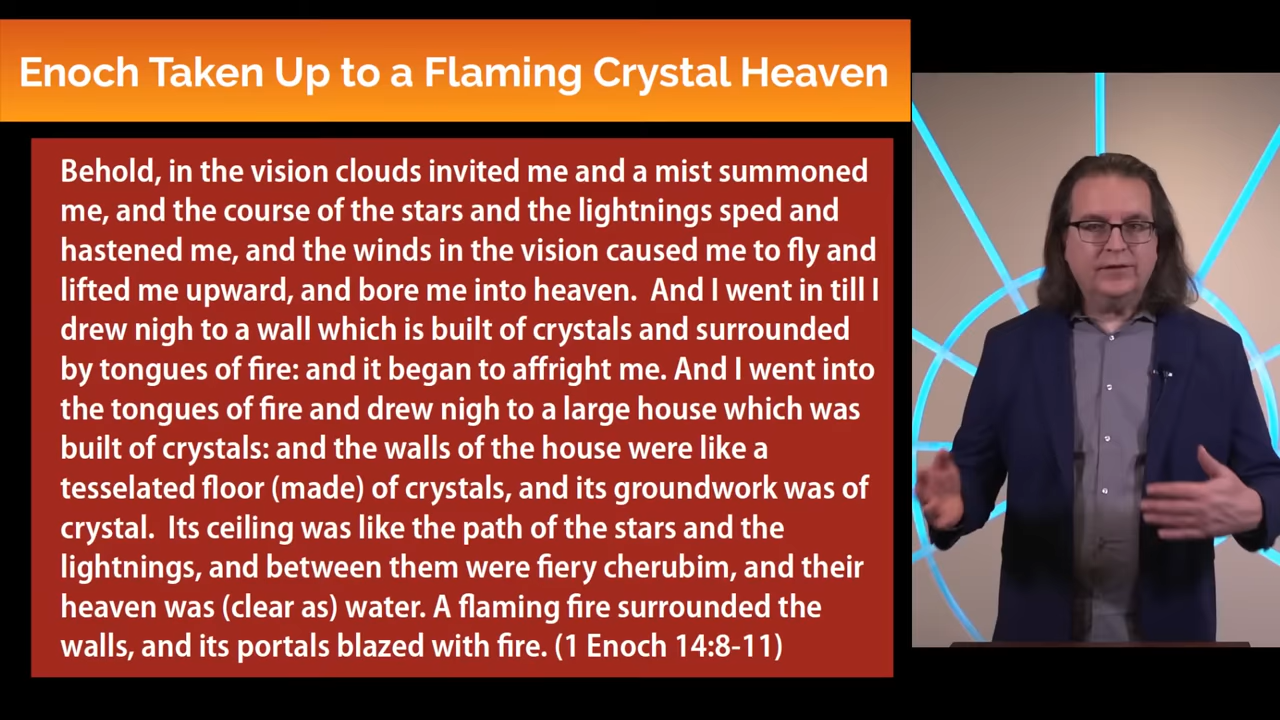 Enoch Taken Up to a Flaming Crystal Heaven
Behold, in the vision clouds invited me and a mist summoned
me, and the course of the stars and the lightnings sped and
hastened me, and the winds in the vision caused me to fly and
lifted me upward, and bore me into heaven.  And I went in till I
drew nigh to a wall which is built of crystals and surrounded
by tongues of fire: and it began to affright me. And I went into
the tongues of fire and drew nigh to a large house which was
built of crystals: and the walls of the house were like a
tesselated floor (made) of crystals, and its groundwork was of
crystal.  Its ceiling was like the path of the stars and the
lightnings, and between them were fiery cherubim, and their
heaven was (clear as) water. A flaming fire surrounded the
walls, and its portals blazed with fire. (1 Enoch 14:8-11)